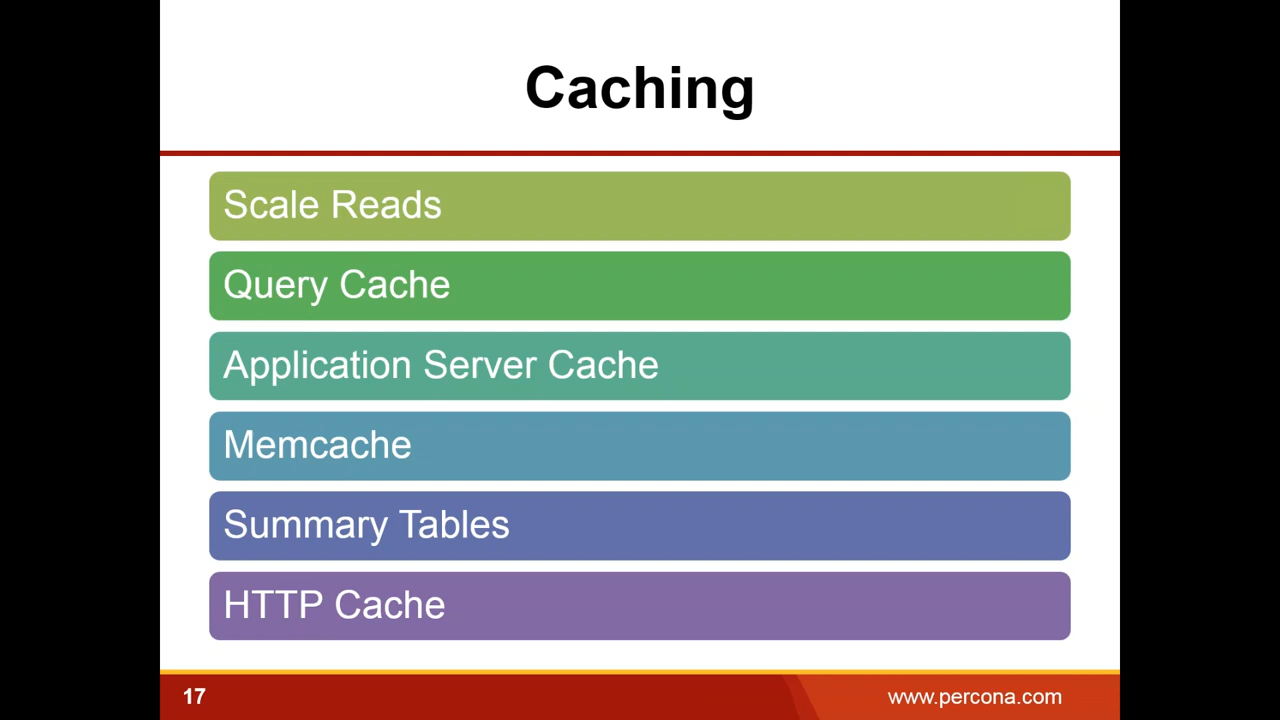 Caching
Scale Reads
Query Cache
Application Server Cache
Memcache
Summary Tables
HTTP Cache
17
www.percona.com